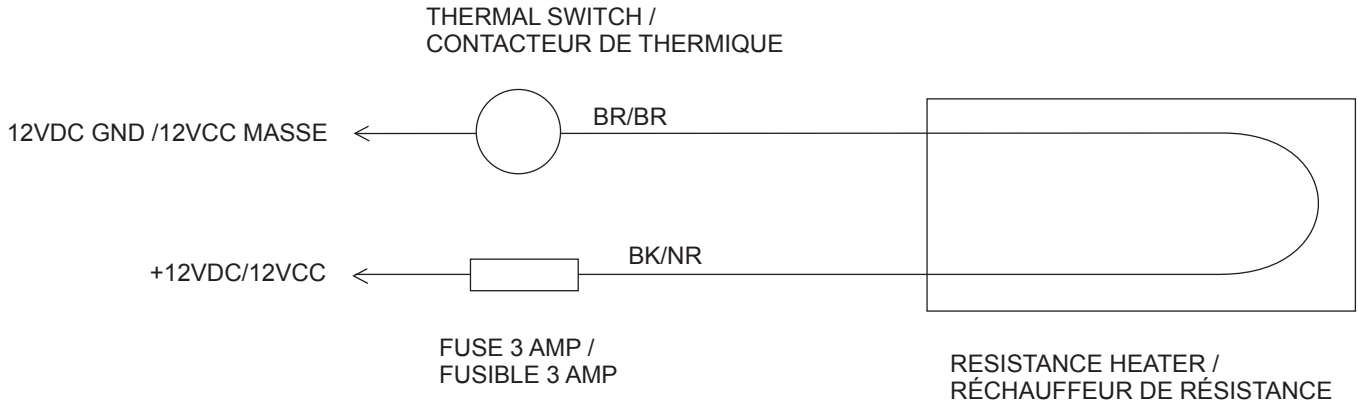 THERMAL SWITCH /
CONTACTEUR DE THERMIQUE
BR/BR
12VDC GND /12VCC MASSE
BK/NR
+12VDC/12VCC
FUSE 3 AMP /
FUSIBLE 3 AMP
RESISTANCE HEATER /
RÉCHAUFFEUR DE RÉSISTANCE